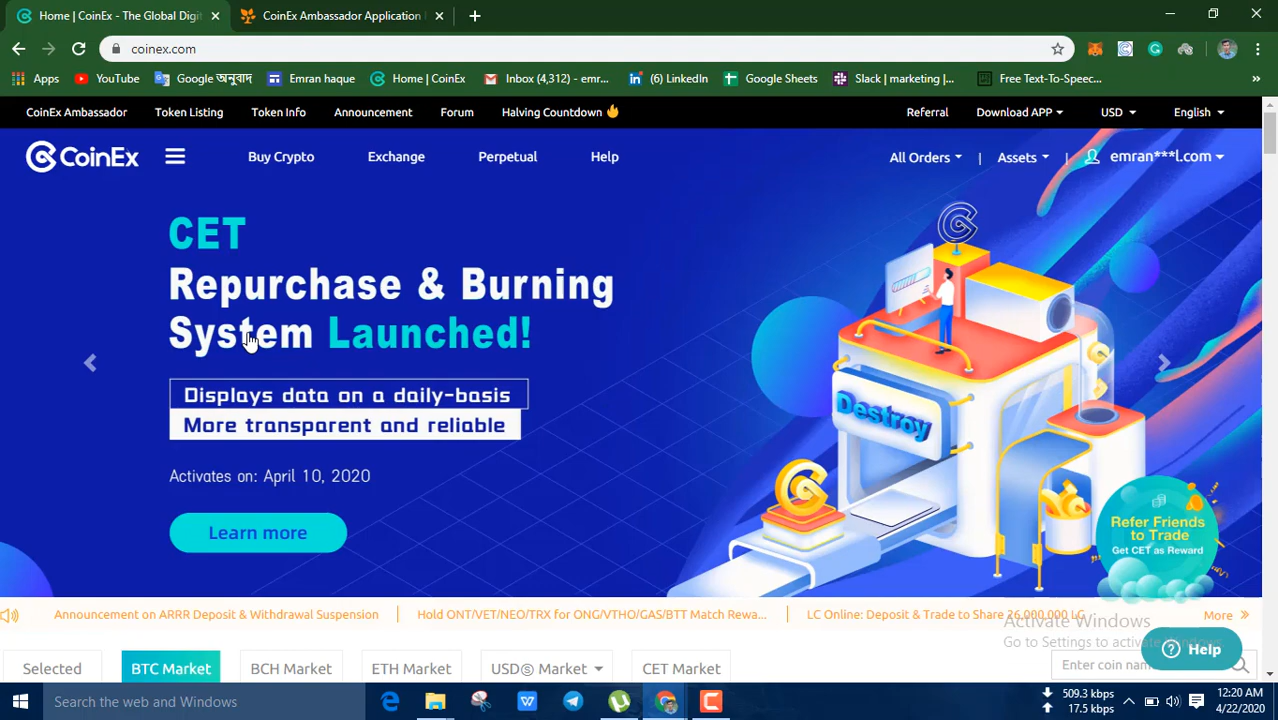 Home | CoinEx - The Global Digit
CoinEx Ambassador Application
coinex.com
Apps
YouTube
Google অনুবাদ
Emran haque
Home | CoinEx
Inbox (4,312) - emr...
(6) LinkedIn
Google Sheets
Slack | marketing |...
Free Text-To-Speec...
CoinEx Ambassador
Token Listing
Token Info
Announcement
Forum
Halving Countdown
Referral
Download APP
USD
English
CoinEx
Buy Crypto
Exchange
Perpetual
Help
All Orders
Assets
emran***l.com
CET
Repurchase & Burning
System Launched!
Displays data on a daily-basis
More transparent and reliable
Activates on: April 10, 2020
Learn more
Destroy
Refer Friends
to Trade
Get CET as Reward
Announcement on ARRR Deposit & Withdrawal Suspension
Hold ONT/VET/NEO/TRX for ONG/VTHO/GAS/BTT Match Rewa...
LC Online: Deposit & Trade to Share 26,000,000 LG
More
Activate Windows
Go to Settings to activate Windows.
Help
Selected
BTC Market
BCH Market
ETH Market
USDⓈ Market
CET Market
Enter coin nam
Search the web and Windows
509.3 kbps
17.5 kbps
12:20 AM
4/22/2020